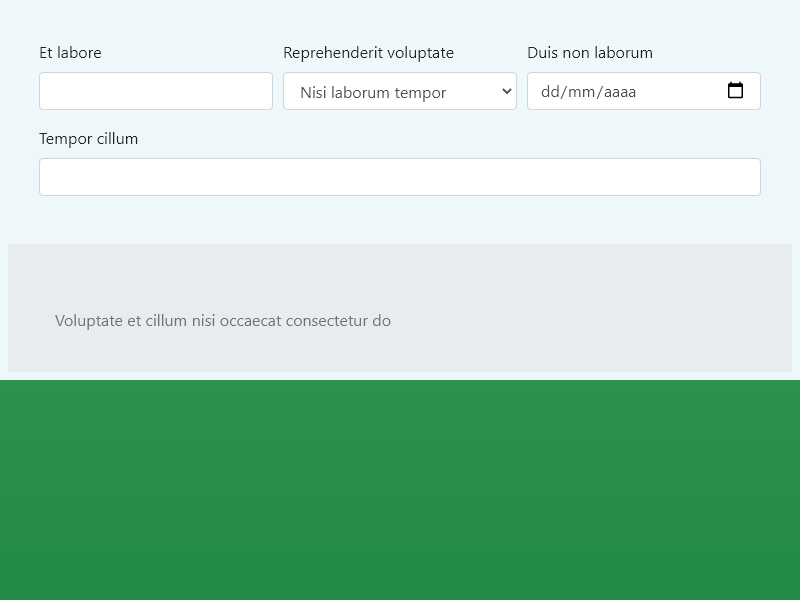 Et labore
Reprehenderit voluptate
Duis non laborum
Nisi laborum tempor
dd/mm/aaaa
Tempor cillum
Voluptate et cillum nisi occaecat consectetur do